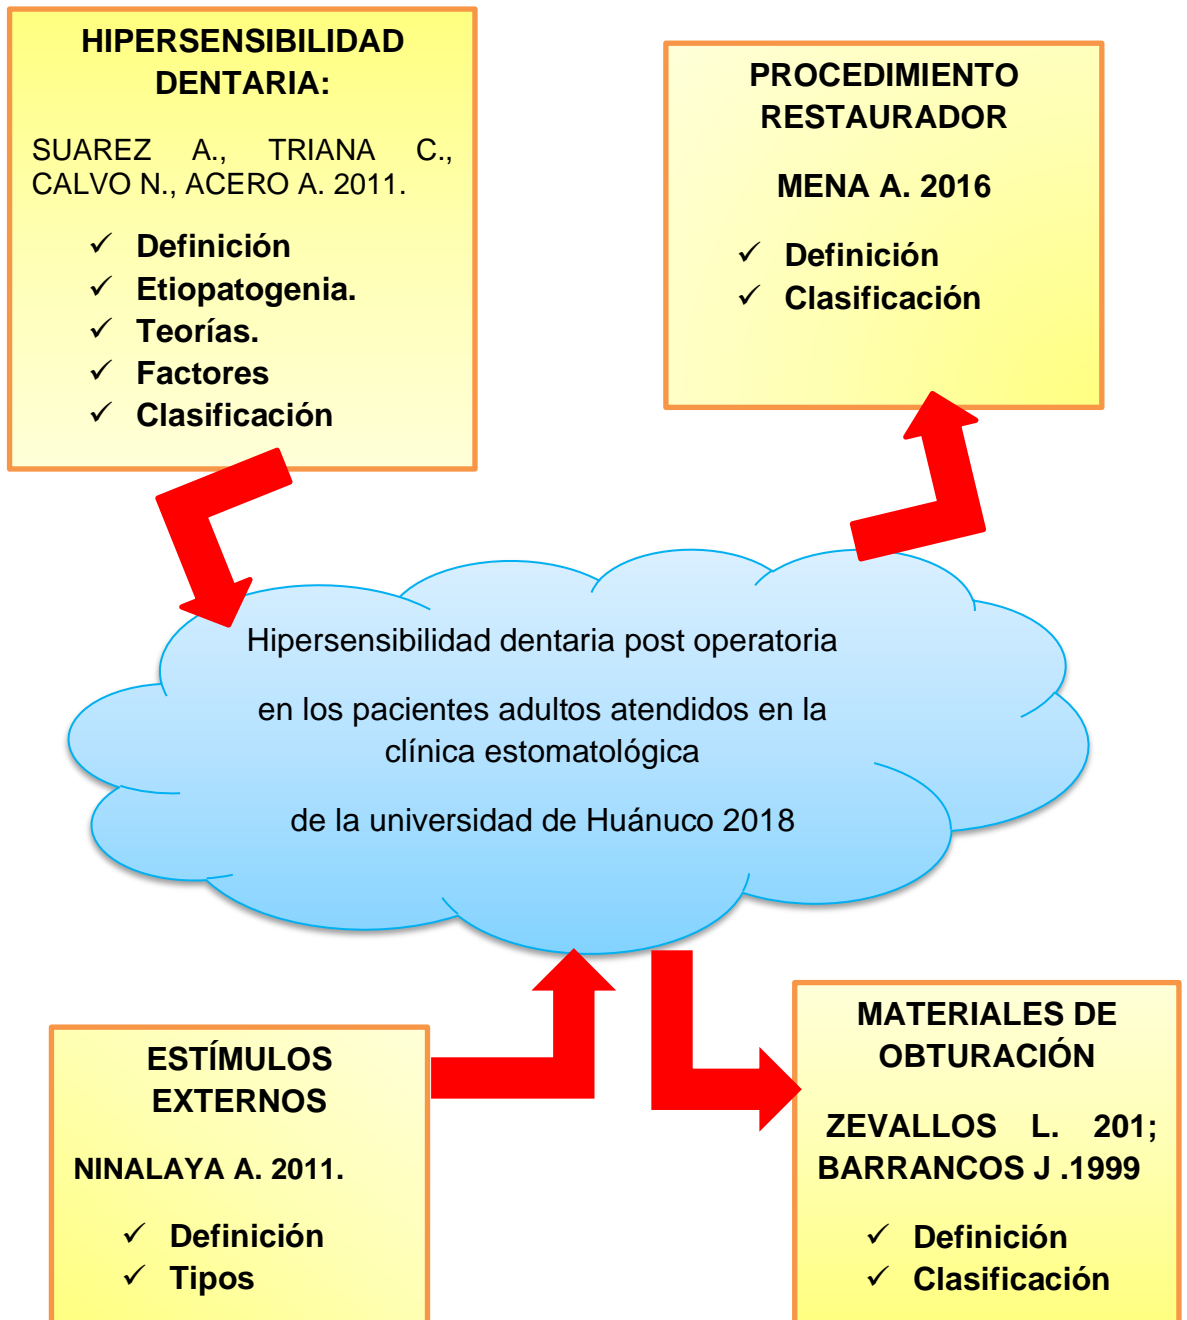 HIPERSENSIBILIDAD
DENTARIA:
SUAREZ A., TRIANA C.,
CALVO N., ACERO A. 2011.
✓ Definición
✓ Etiopatogenia.
✓ Teorías.
✓ Factores
✓ Clasificación
PROCEDIMIENTO
RESTAURADOR
MENA A. 2016
✓ Definición
✓ Clasificación
Hipersensibilidad dentaria post operatoria
en los pacientes adultos atendidos en la
clínica estomatológica
de la universidad de Huánuco 2018
ESTÍMULOS
EXTERNOS
NINALAYA A. 2011.
✓ Definición
✓ Tipos
MATERIALES DE
OBTURACIÓN
ZEVALLOS L. 201;
BARRANCOS J .1999
✓ Definición
✓ Clasificación